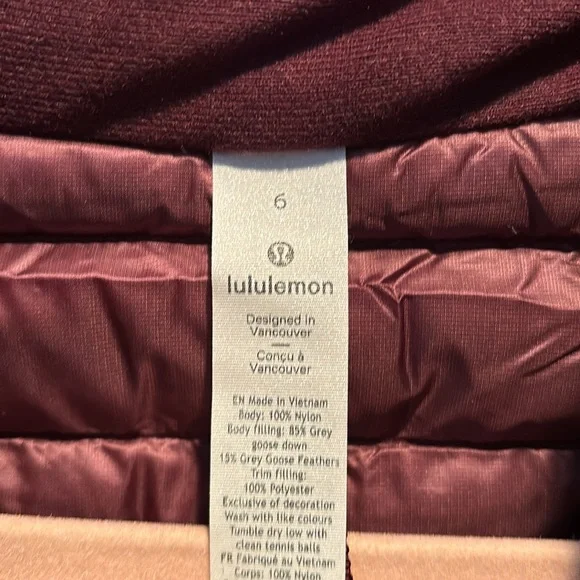 6
lululemon
Designed in
Vancouver
Conçu à
Vancouver
EN Made in Vietnam
Body: 100% Nylon
Body filling: 85% Grey
goose down
15% Grey Goose Feathers
Trim filling:
100% Polyester
Exclusive of decoration
Wash with like colours
Tumble dry low with
clean tennis balls
FR Fabriqué au Vietnam
Corps: 100% Nylon